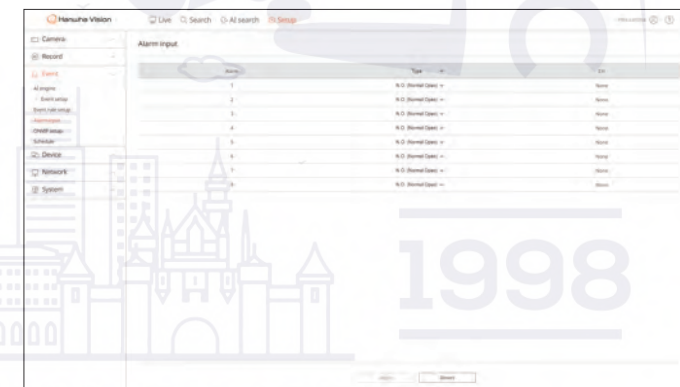 Hanwha Vision
Live Search AI search Setup
Camera
Record
Event
AI engine
Event setup
Event rule setup
Alarm input
ONVIF setup
Schedule
Device
Network
System
Alarm input
Name Type CH
1 N.O. (Normal Open) None
2 N.O. (Normal Open) None
3 N.O. (Normal Open) None
4 N.O. (Normal Open) None
5 N.O. (Normal Open) None
6 N.O. (Normal Open) None
7 N.O. (Normal Open) None
8 N.O. (Normal Open) None
1998